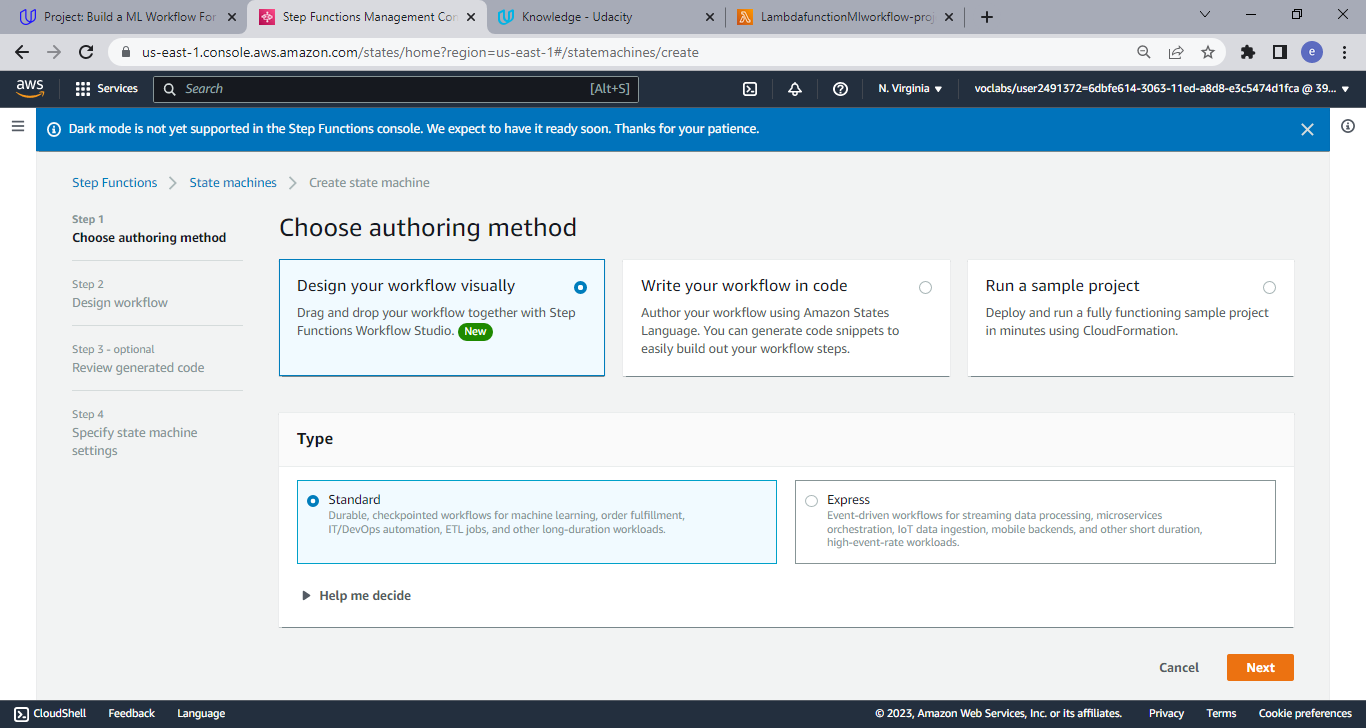 Project: Build a ML Workflow For
Step Functions Management Con
Knowledge - Udacity
LambdafunctionMlworkflow-proj
us-east-1.console.aws.amazon.com/states/home?region=us-east-1#/statemachines/create
e
aws
Services
Search
[Alt+S]
N. Virginia
voclabs/user2491372=6dbfe614-3063-11ed-a8d8-e3c5474d1fca @ 39...
Dark mode is not yet supported in the Step Functions console. We expect to have it ready soon. Thanks for your patience.
Step Functions
State machines
Create state machine
Step 1
Choose authoring method
Step 2
Design workflow
Step 3 - optional
Review generated code
Step 4
Specify state machine
settings
Choose authoring method
Design your workflow visually
Drag and drop your workflow together with Step
Functions Workflow Studio. New
Write your workflow in code
Author your workflow using Amazon States
Language. You can generate code snippets to
easily build out your workflow steps.
Run a sample project
Deploy and run a fully functioning sample project
in minutes using CloudFormation.
Type
Standard
Durable, checkpointed workflows for machine learning, order fulfillment,
IT/DevOps automation, ETL jobs, and other long-duration workloads.
Express
Event-driven workflows for streaming data processing, microservices
orchestration, IoT data ingestion, mobile backends, and other short duration,
high-event-rate workloads.
Help me decide
Cancel
Next
CloudShell
Feedback
Language
© 2023, Amazon Web Services, Inc. or its affiliates.
Privacy
Terms
Cookie preferences